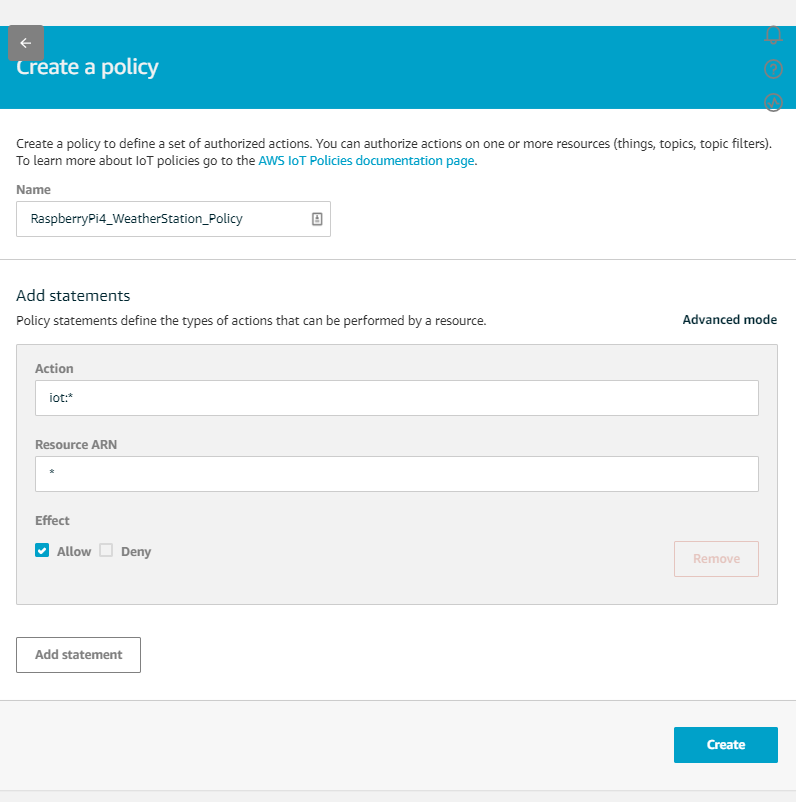 Create a policy
Create a policy to define a set of authorized actions. You can authorize actions on one or more resources (things, topics, topic filters).
To learn more about IoT policies go to the AWS IoT Policies documentation page.
Name
RaspberryPi4_WeatherStation_Policy
Add statements
Policy statements define the types of actions that can be performed by a resource.
Advanced mode
Action
iot:*
Resource ARN
*
Effect
Allow Deny
Remove
Add statement
Create